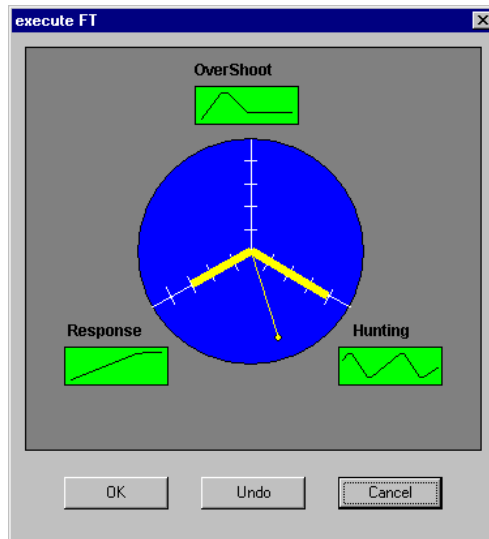 execute FT
OverShoot
Response
Hunting
OK
Undo
Cancel